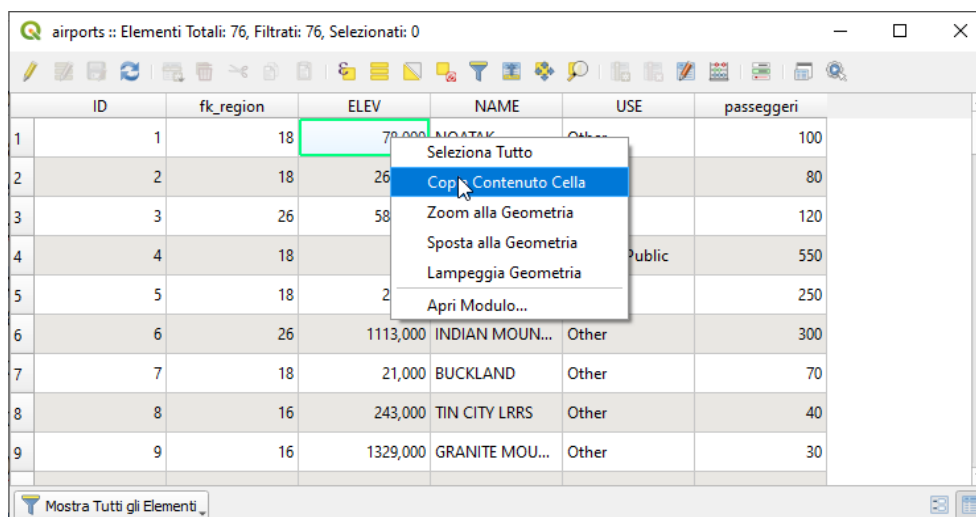 airports :: Elementi Totali: 76, Filtrati: 76, Selezionati: 0
ID fk_region ELEV NAME USE passeggeri
1 1 18 78,000 NOATAK Other 100
2 2 18 26 80
3 3 26 58 120
4 4 18 Public 550
5 5 18 2 250
6 6 26 1113,000 INDIAN MOUN... Other 300
7 7 18 21,000 BUCKLAND Other 70
8 8 16 243,000 TIN CITY LRRS Other 40
9 9 16 1329,000 GRANITE MOU... Other 30
Seleziona Tutto
Copia Contenuto Cella
Zoom alla Geometria
Sposta alla Geometria
Lampeggia Geometria
Apri Modulo...
Mostra Tutti gli Elementi